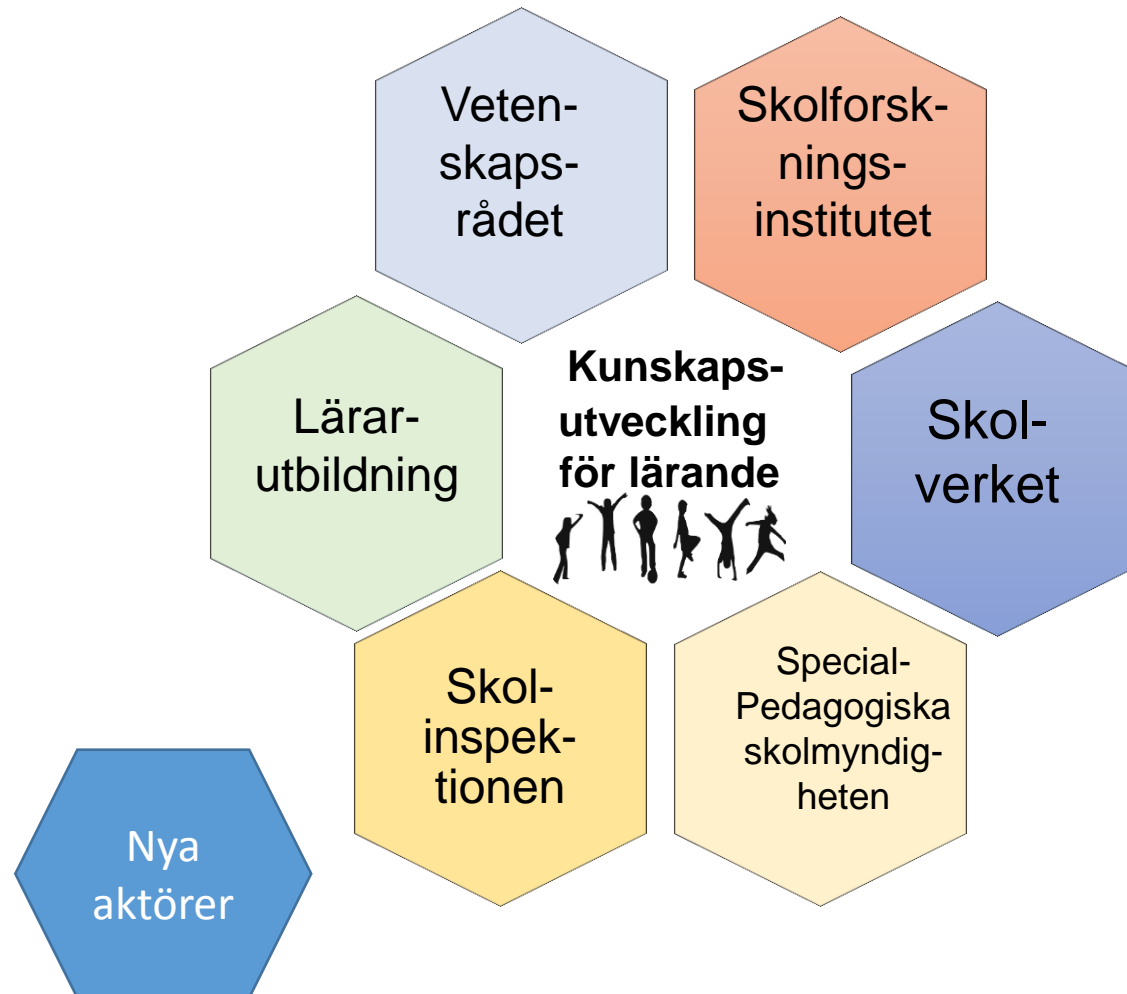 Veten-
skaps-
rådet
Skolforsk-
nings-
institutet
Kunskaps-
utveckling
för lärande
Lärar-
utbildning
Skol-
verket
Skol-
inspek-
tionen
Special-
Pedagogiska
skolmyndig-
heten
Nya
aktörer